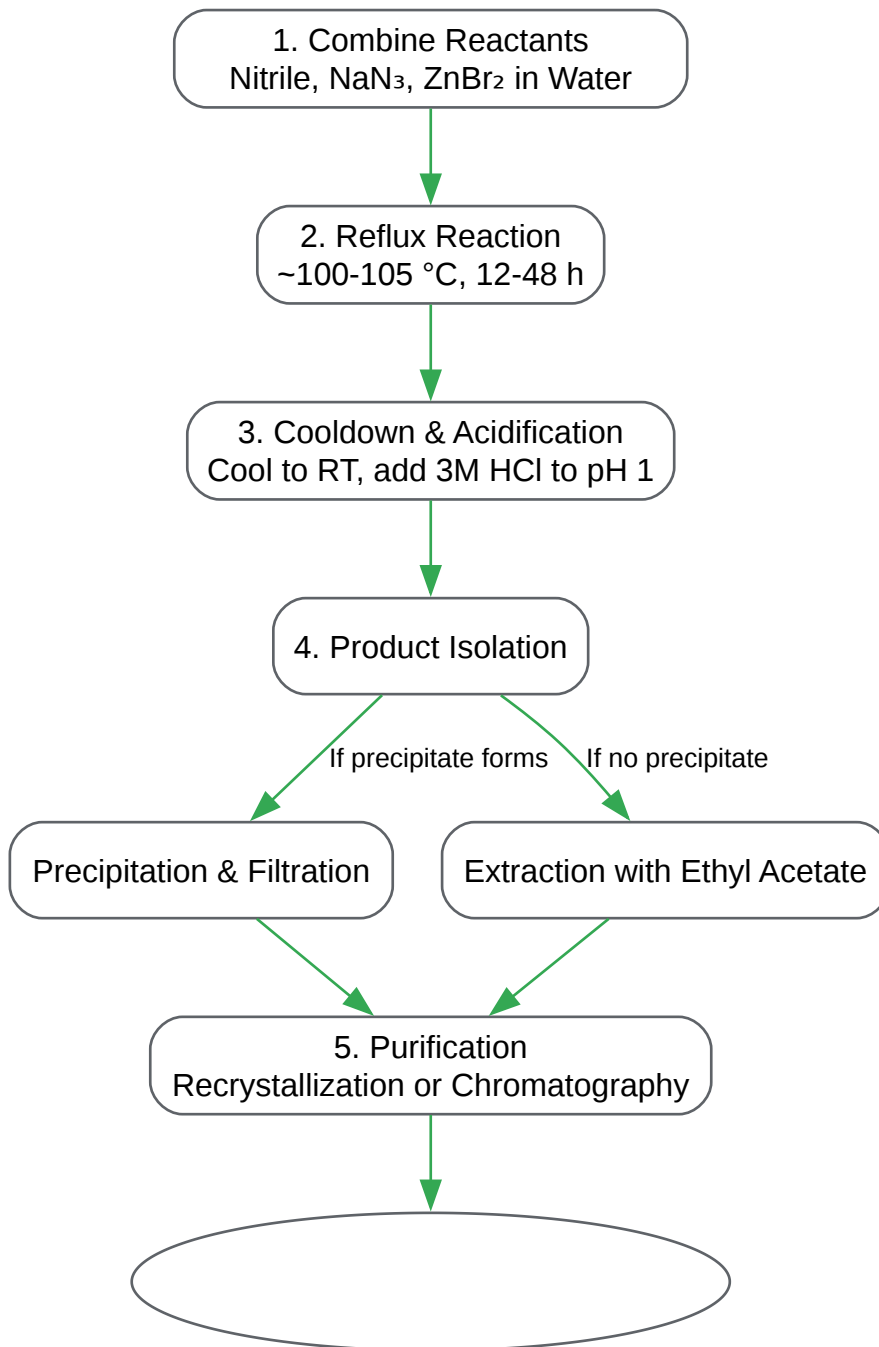 1. Combine Reactants
Nitrile, NaN₃, ZnBr₂ in Water
2. Reflux Reaction
~100-105 °C, 12-48 h
3. Cooldown & Acidification
Cool to RT, add 3M HCl to pH 1
4. Product Isolation
If precipitate forms
If no precipitate
Precipitation & Filtration
Extraction with Ethyl Acetate
5. Purification
Recrystallization or Chromatography